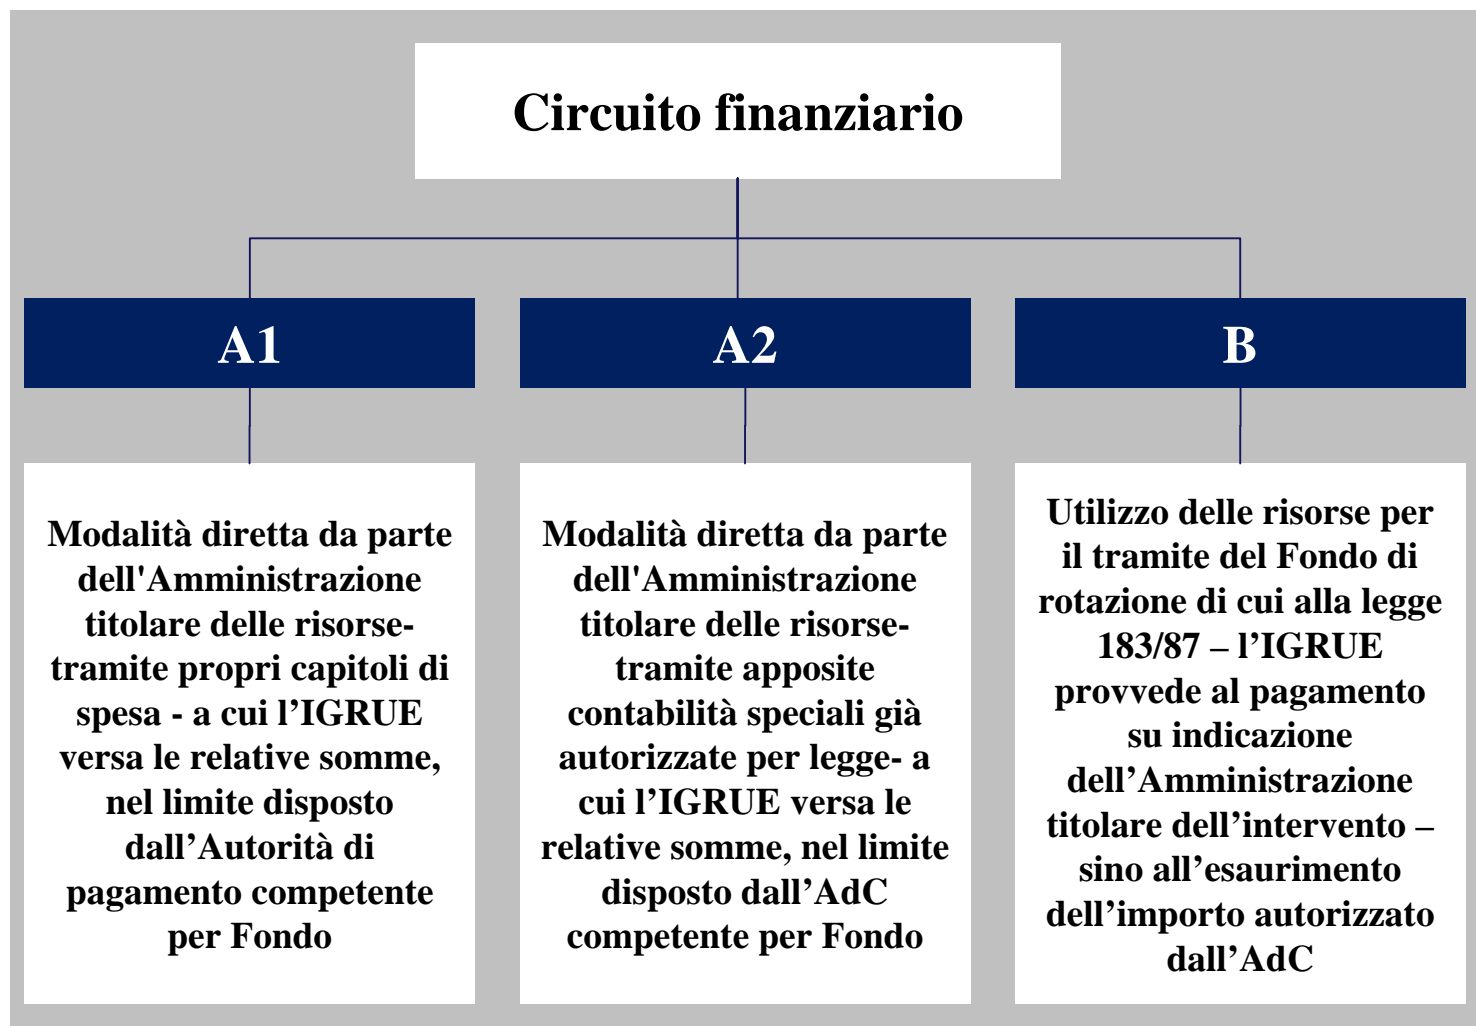 Circuito finanziario
A1
A2
B
Modalità diretta da parte
dell'Amministrazione
titolare delle risorse-
tramite propri capitoli di
spesa - a cui l’IGRUE
versa le relative somme,
nel limite disposto
dall’Autorità di
pagamento competente
per Fondo
Modalità diretta da parte
dell'Amministrazione
titolare delle risorse-
tramite apposite
contabilità speciali già
autorizzate per legge- a
cui l’IGRUE versa le
relative somme, nel limite
disposto dall’AdC
competente per Fondo
Utilizzo delle risorse per
il tramite del Fondo di
rotazione di cui alla legge
183/87 – l’IGRUE
provvede al pagamento
su indicazione
dell’Amministrazione
titolare dell’intervento –
sino all’esaurimento
dell’importo autorizzato
dall’AdC